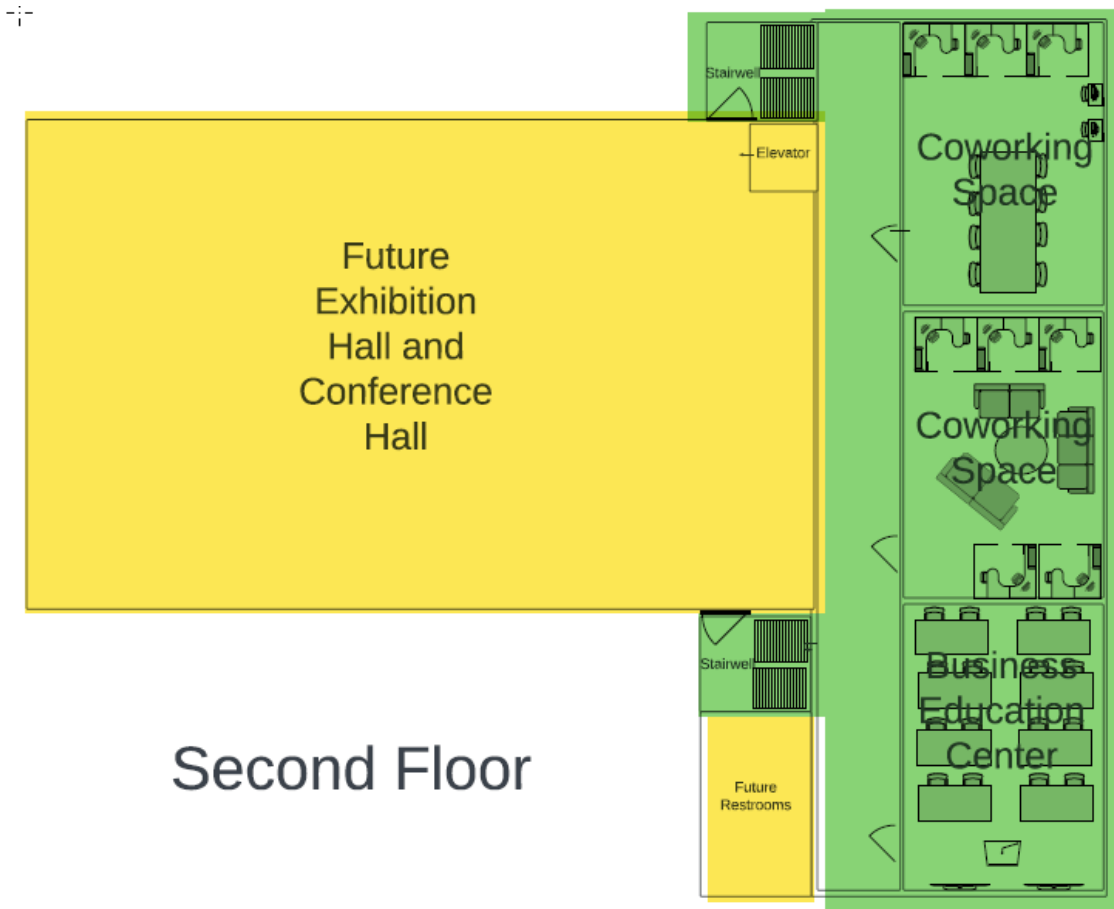 Stairwell
Elevator
Coworking
Space
Future
Exhibition
Hall and
Conference
Hall
Coworking
Space
Stairwell
Business
Education
Center
Second Floor
Future
Restrooms